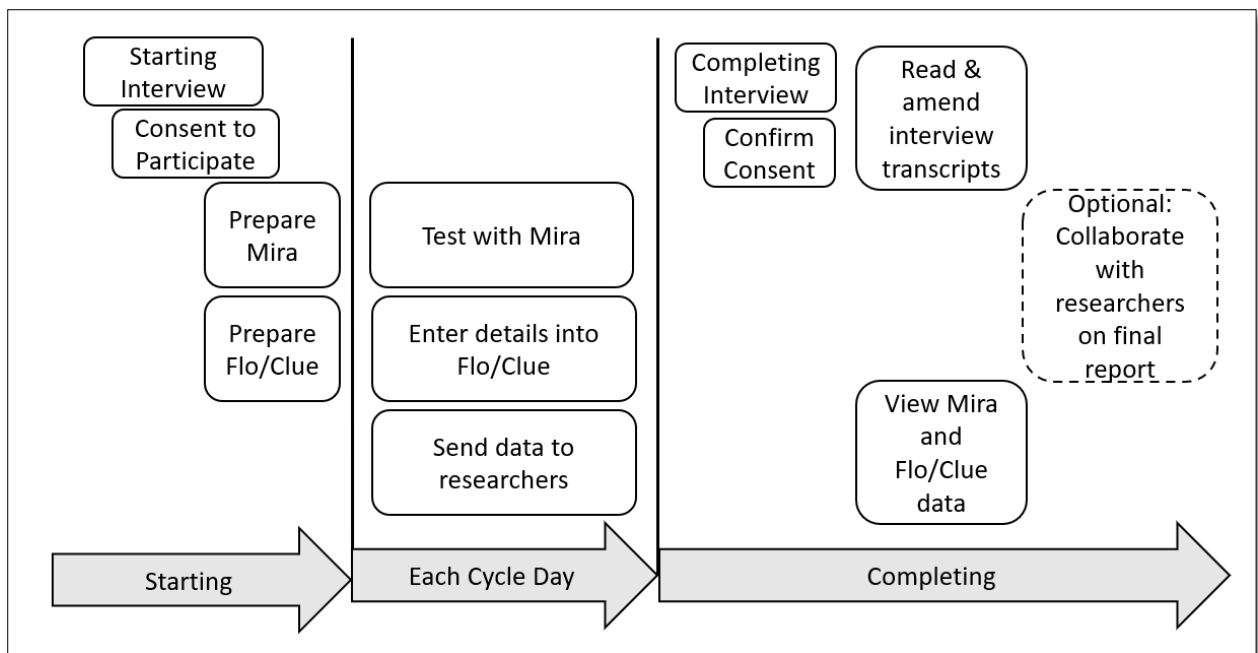 Starting
Interview
Consent to
Participate
Prepare
Mira
Prepare
Flo/Clue
Test with Mira
Enter details into
Flo/Clue
Send data to
researchers
Completing
Interview
Confirm
Consent
Read &
amend
interview
transcripts
Optional:
Collaborate
with
researchers
on final
report
View Mira
and
Flo/Clue
data
Starting
Each Cycle Day
Completing